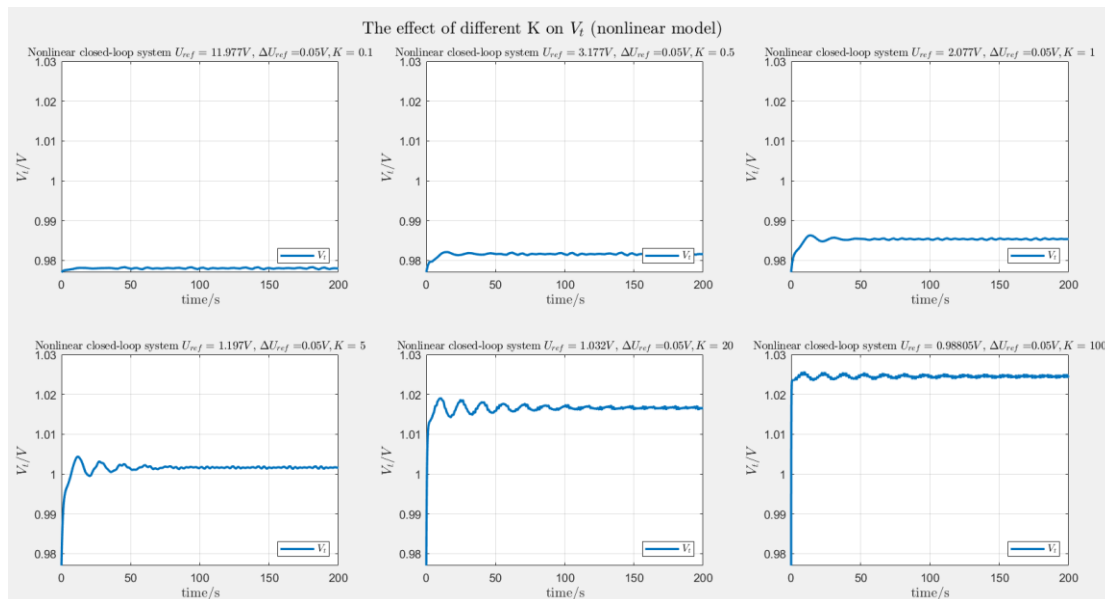 The effect of different K on V_t (nonlinear model)
Nonlinear closed-loop system U_ref = 11.977V, ΔU_ref =0.05V, K = 0.1
1.03
1.02
1.01
1
0.99
0.98
V_t/V
V_t
0 50 100 150 200
time/s
Nonlinear closed-loop system U_ref = 3.177V, ΔU_ref =0.05V, K = 0.5
1.03
1.02
1.01
1
0.99
0.98
V_t/V
V_t
0 50 100 150 200
time/s
Nonlinear closed-loop system U_ref = 2.077V, ΔU_ref =0.05V, K = 1
1.03
1.02
1.01
1
0.99
0.98
V_t/V
V_t
0 50 100 150 200
time/s
Nonlinear closed-loop system U_ref = 1.197V, ΔU_ref =0.05V, K = 5
1.03
1.02
1.01
1
0.99
0.98
V_t/V
V_t
0 50 100 150 200
time/s
Nonlinear closed-loop system U_ref = 1.032V, ΔU_ref =0.05V, K = 20
1.03
1.02
1.01
1
0.99
0.98
V_t/V
V_t
0 50 100 150 200
time/s
Nonlinear closed-loop system U_ref = 0.98805V, ΔU_ref =0.05V, K = 100
1.03
1.02
1.01
1
0.99
0.98
V_t/V
V_t
0 50 100 150 200
time/s